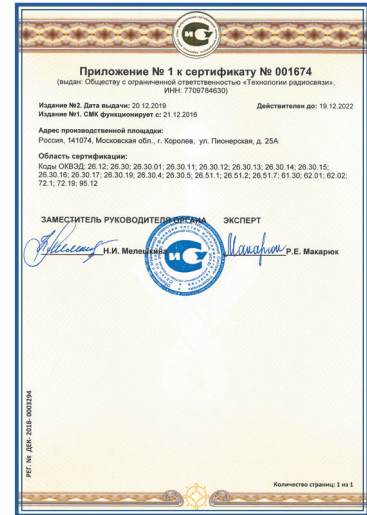 Приложение № 1 к сертификату № 001674
(выдан: Обществу с ограниченной ответственностью «Технологии радиосвязи»,
ИНН: 7709784630)
Издание №2. Дата выдачи: 20.12.2019 Действителен до: 19.12.2022
Издание №1. СМК функционирует с: 21.12.2016
Адрес производственной площадки:
Россия, 141074, Московская обл., г. Королев, ул. Пионерская, д. 25А
Область сертификации:
Коды ОКВЭД: 26.12; 26.30; 26.30.01; 26.30.11; 26.30.12; 26.30.13; 26.30.14; 26.30.15;
26.30.16; 26.30.17; 26.30.19; 26.30.4; 26.30.5; 26.51.1; 26.51.2; 26.51.7; 61.30; 62.01; 62.02;
72.1; 72.19; 95.12
ЗАМЕСТИТЕЛЬ РУКОВОДИТЕЛЯ ОРГАНА ЭКСПЕРТ
Н.И. Мелешкина Р.Е. Макарюк
ИСУ
РЕГ. № ДЕК- 2018- 0003294
Количество страниц: 1 из 1